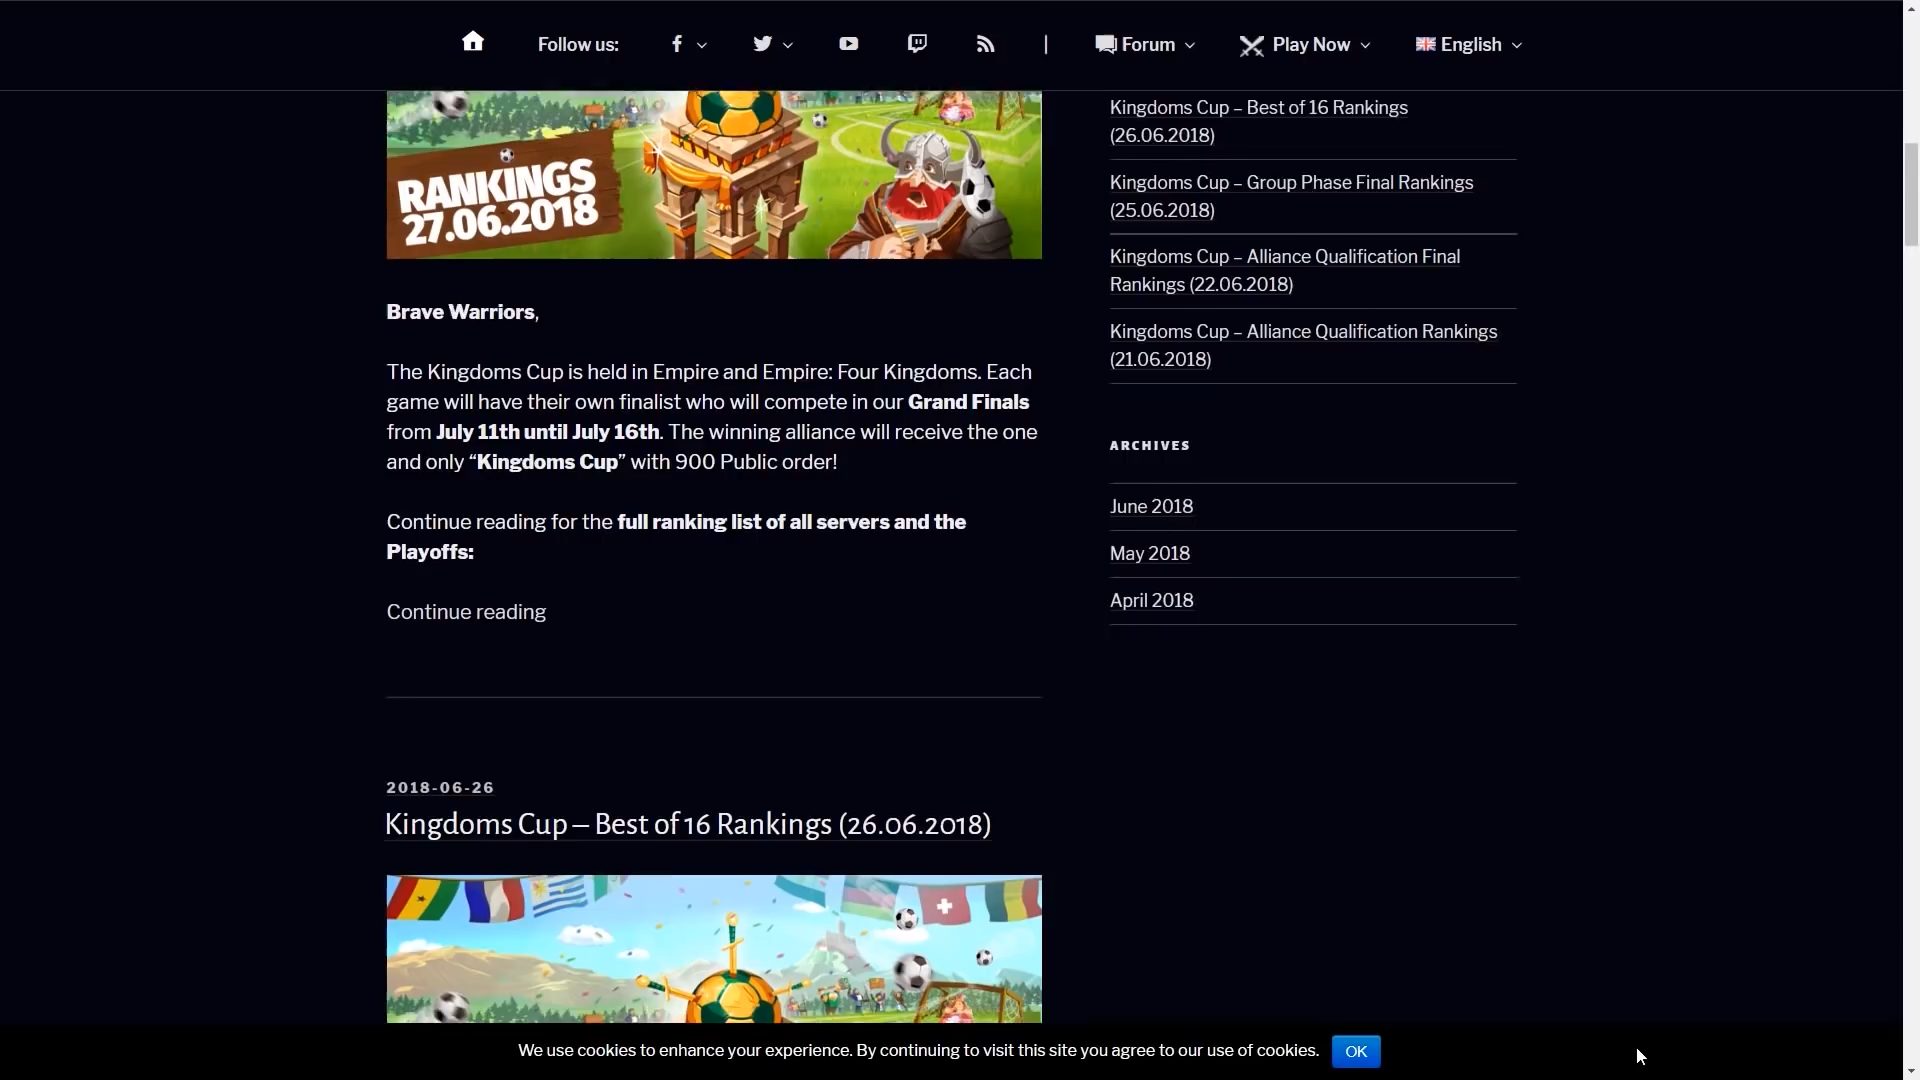 Follow us:
|
Forum
Play Now
English
RANKINGS
27.06.2018
Brave Warriors,
The Kingdoms Cup is held in Empire and Empire: Four Kingdoms. Each
game will have their own finalist who will compete in our Grand Finals
from July 11th until July 16th. The winning alliance will receive the one
and only “Kingdoms Cup” with 900 Public order!
Continue reading for the full ranking list of all servers and the
Playoffs:
Continue reading
2018-06-26
Kingdoms Cup – Best of 16 Rankings (26.06.2018)
Kingdoms Cup – Best of 16 Rankings
(26.06.2018)
Kingdoms Cup – Group Phase Final Rankings
(25.06.2018)
Kingdoms Cup – Alliance Qualification Final
Rankings (22.06.2018)
Kingdoms Cup – Alliance Qualification Rankings
(21.06.2018)
ARCHIVES
June 2018
May 2018
April 2018
We use cookies to enhance your experience. By continuing to visit this site you agree to our use of cookies.
OK